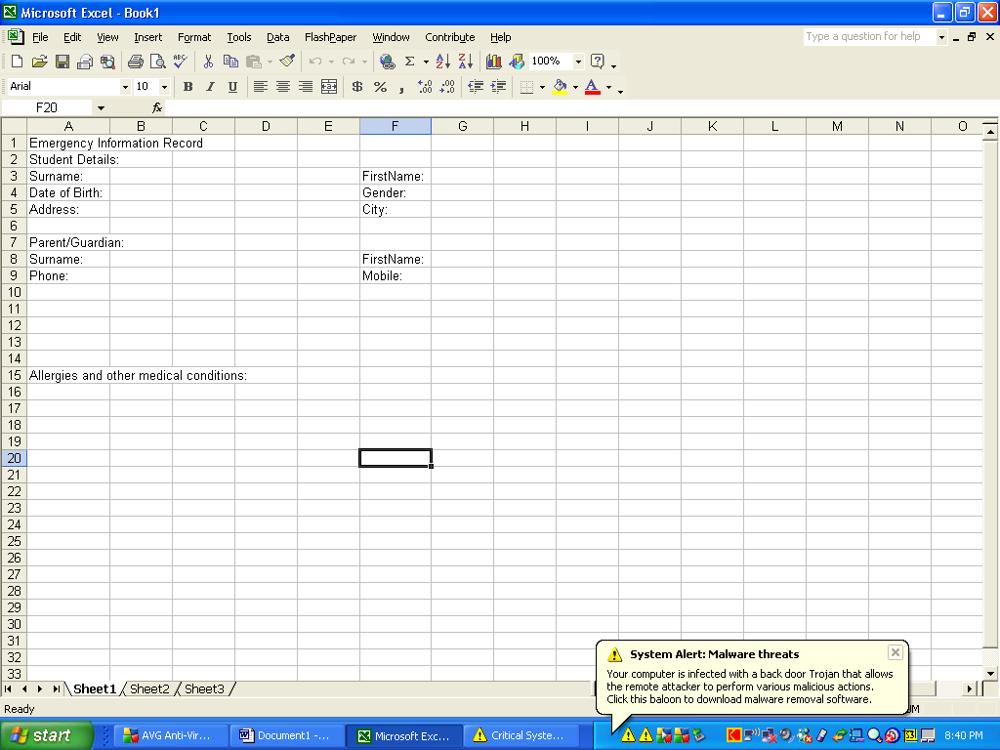 Microsoft Excel - Book1
File Edit View Insert Format Tools Data FlashPaper Window Contribute Help
Type a question for help
100%
Arial 10 B I U $ % ,
F20 fx
A B C D E F G H I J K L M N O
1 Emergency Information Record
2 Student Details:
3 Surname: FirstName:
4 Date of Birth: Gender:
5 Address: City:
6
7 Parent/Guardian:
8 Surname: FirstName:
9 Phone: Mobile:
10
11
12
13
14
15 Allergies and other medical conditions:
16
17
18
19
20
21
22
23
24
25
26
27
28
29
30
31
32
33
System Alert: Malware threats
Your computer is infected with a back door Trojan that allows
the remote attacker to perform various malicious actions.
Click this baloon to download malware removal software.
Sheet1 Sheet2 Sheet3
Ready
start AVG Anti-Vir... Document1 -... Microsoft Exc... Critical Syste... 8:40 PM